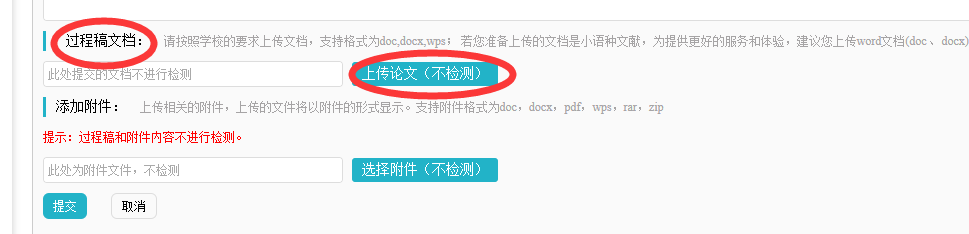 过程稿文档： 请按照学校的要求上传文档，支持格式为doc,docx,wps； 若您准备上传的文档是小语种文献，为提供更好的服务和体验，建议您上传word文档(doc、docx)
此处提交的文档不进行检测 上传论文（不检测）
添加附件： 上传相关的附件，上传的文件将以附件的形式显示。支持附件格式为doc，docx，pdf，wps，rar，zip
提示：过程稿和附件内容不进行检测。
此处为附件文件，不检测 选择附件（不检测）
提交 取消